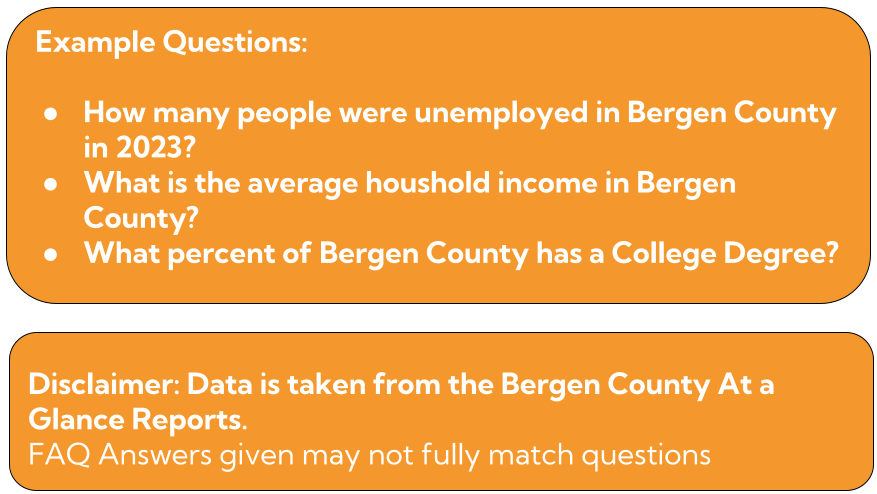 Example Questions:
● How many people were unemployed in Bergen County
in 2023?
● What is the average houshold income in Bergen
County?
● What percent of Bergen County has a College Degree?
Disclaimer: Data is taken from the Bergen County At a
Glance Reports.
FAQ Answers given may not fully match questions